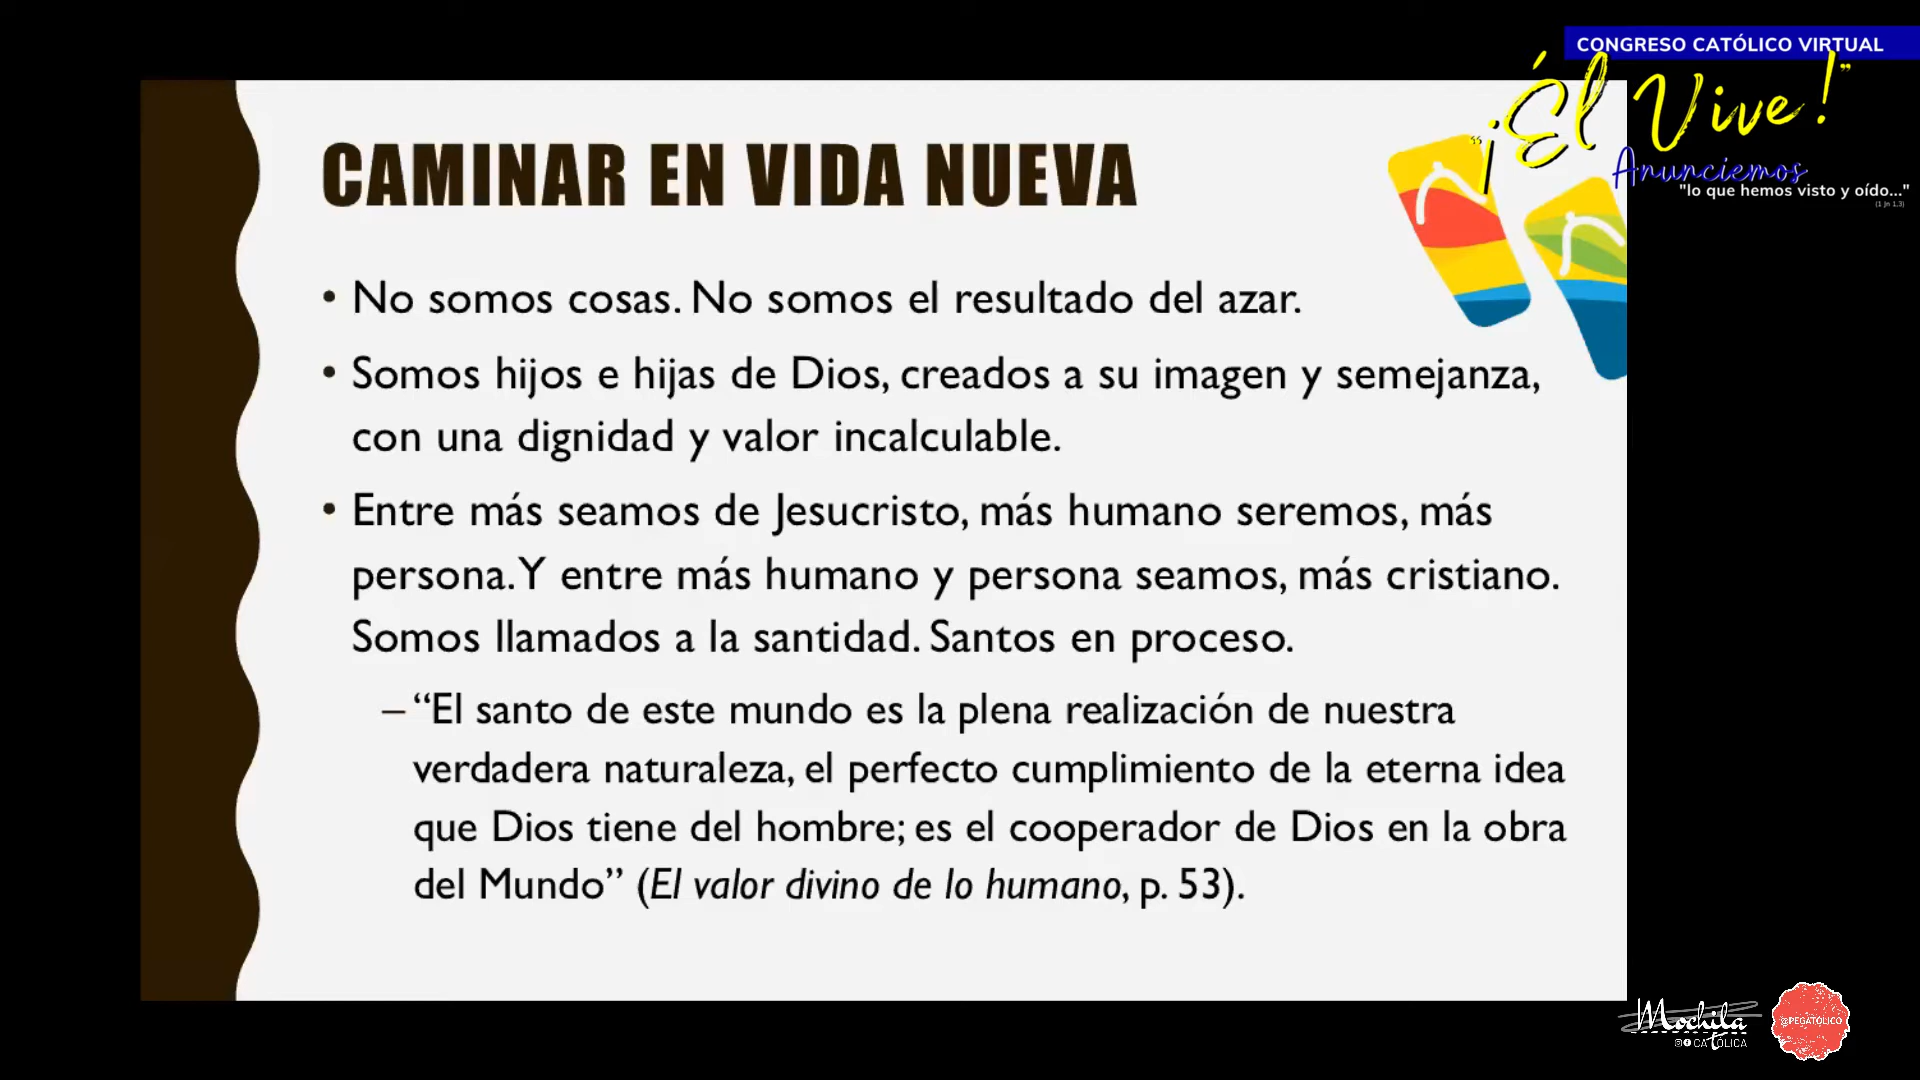 CONGRESO CATÓLICO VIRTUAL
"¡Él Vive!"
Anunciemos
"lo que hemos visto y oído..."
(1 Jn 1,3)
CAMINAR EN VIDA NUEVA
• No somos cosas. No somos el resultado del azar.
• Somos hijos e hijas de Dios, creados a su imagen y semejanza,
con una dignidad y valor incalculable.
• Entre más seamos de Jesucristo, más humano seremos, más
persona. Y entre más humano y persona seamos, más cristiano.
Somos llamados a la santidad. Santos en proceso.
– “El santo de este mundo es la plena realización de nuestra
verdadera naturaleza, el perfecto cumplimiento de la eterna idea
que Dios tiene del hombre; es el cooperador de Dios en la obra
del Mundo” (El valor divino de lo humano, p. 53).
Mochila
CATÓLICA
@PEGATOLICO